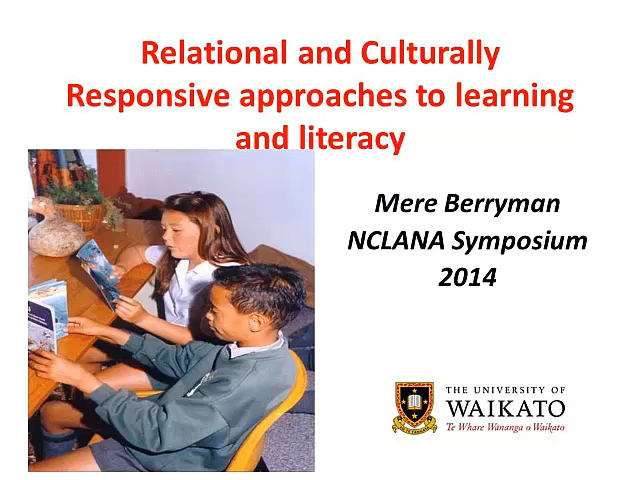 Relational and Culturally
Responsive approaches to learning
and literacy
Mere Berryman
NCLANA Symposium
2014
THE UNIVERSITY OF
WAIKATO
Te Whare Wānanga o Waikato